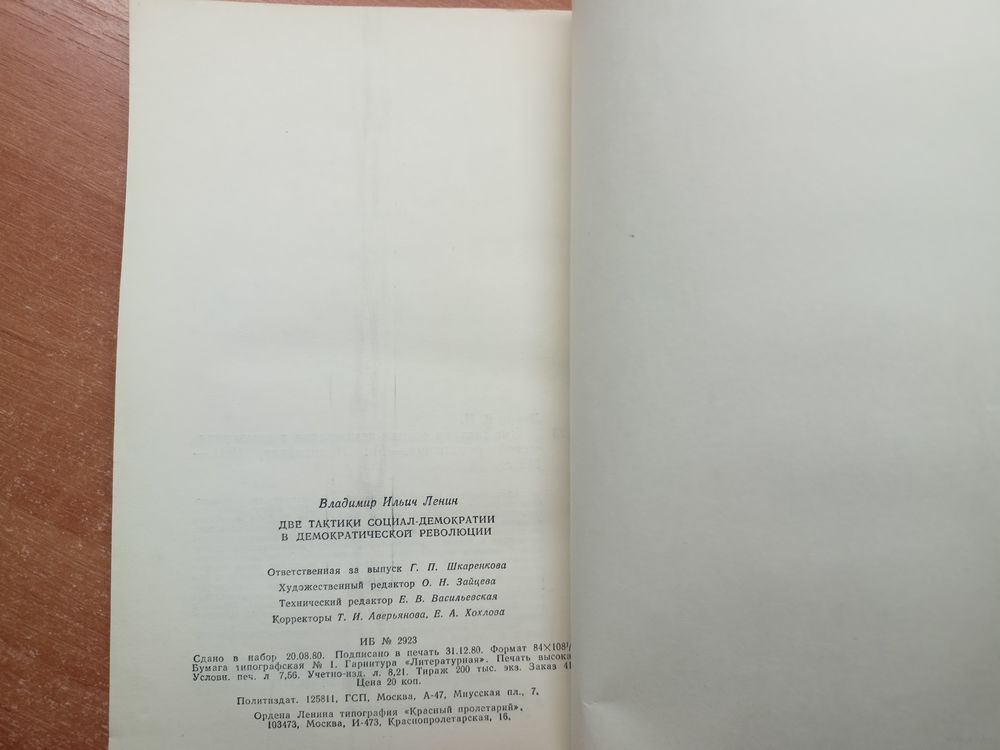 Владимир Ильич Ленин
ДВЕ ТАКТИКИ СОЦИАЛ-ДЕМОКРАТИИ
В ДЕМОКРАТИЧЕСКОЙ РЕВОЛЮЦИИ
Ответственная за выпуск Г. П. Шкаренкова
Художественный редактор О. Н. Зайцева
Технический редактор Е. В. Васильевская
Корректоры Т. И. Аверьянова, Е. А. Хохлова
ИБ № 2923
Сдано в набор 20.08.80. Подписано в печать 31.12.80. Формат 84×108¹/
Бумага типографская № 1. Гарнитура «Литературная». Печать высока
Условн. печ. л 7,56. Учетно-изд. л. 8,21. Тираж 200 тыс. экз. Заказ 41
Цена 20 коп.
Политиздат. 125811, ГСП, Москва, А-47, Миусская пл., 7.
Ордена Ленина типография «Красный пролетарий».
103473, Москва, И-473, Краснопролетарская, 16.